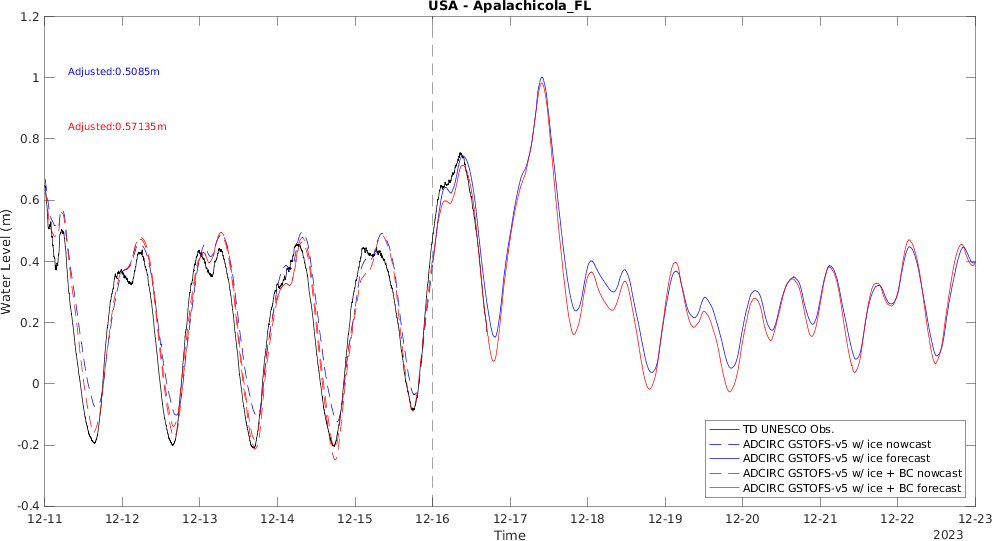 USA - Apalachicola_FL
Adjusted:0.5085m
Adjusted:0.57135m
Water Level (m)
1.2
1
0.8
0.6
0.4
0.2
0
-0.2
-0.4
TD UNESCO Obs.
ADCIRC GSTOFS-v5 w/ ice nowcast
ADCIRC GSTOFS-v5 w/ ice forecast
ADCIRC GSTOFS-v5 w/ ice + BC nowcast
ADCIRC GSTOFS-v5 w/ ice + BC forecast
12-11 12-12 12-13 12-14 12-15 12-16 12-17 12-18 12-19 12-20 12-21 12-22 12-23
Time
2023